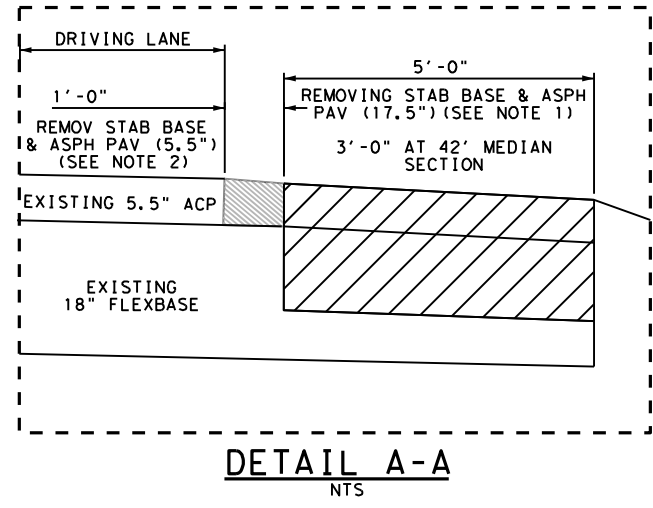 DRIVING LANE
5'-0"
1'-0"
REMOVING STAB BASE & ASPH
PAV (17.5") (SEE NOTE 1)
REMOV STAB BASE
& ASPH PAV (5.5")
(SEE NOTE 2)
3'-0" AT 42' MEDIAN
SECTION
EXISTING 5.5" ACP
EXISTING
18" FLEXBASE
DETAIL A-A
NTS